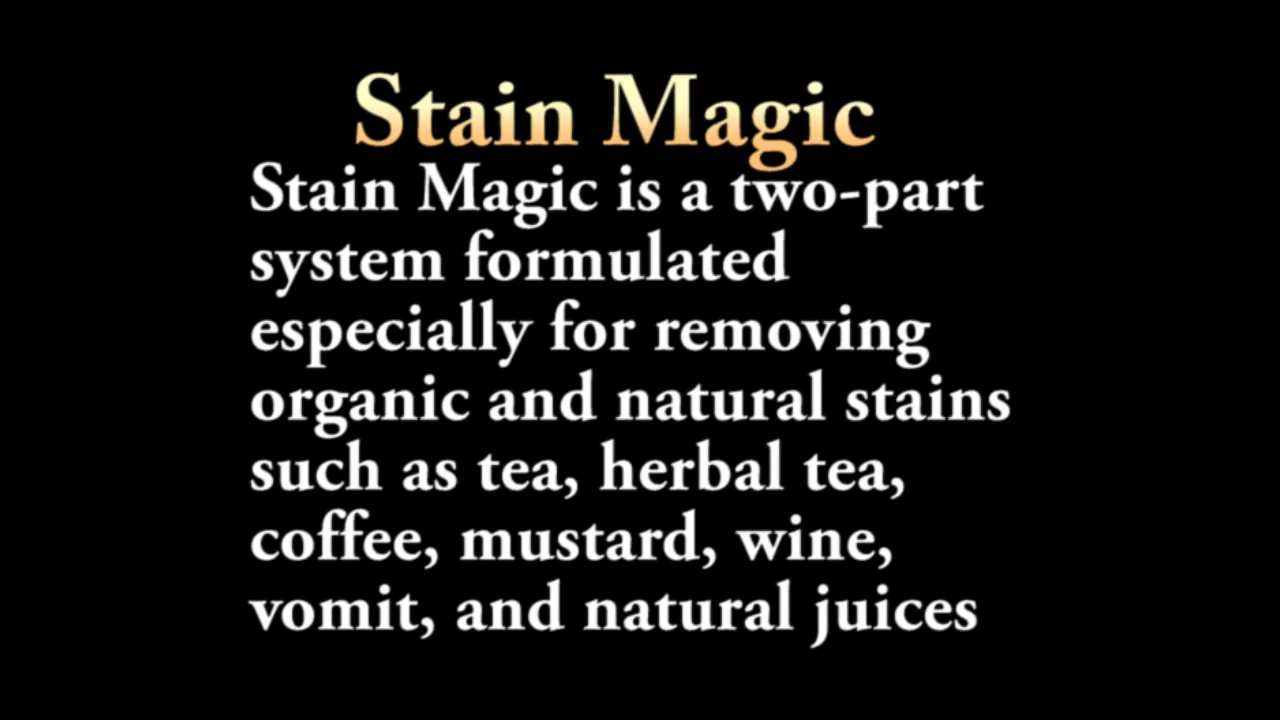 Stain Magic
Stain Magic is a two-part
system formulated
especially for removing
organic and natural stains
such as tea, herbal tea,
coffee, mustard, wine,
vomit, and natural juices